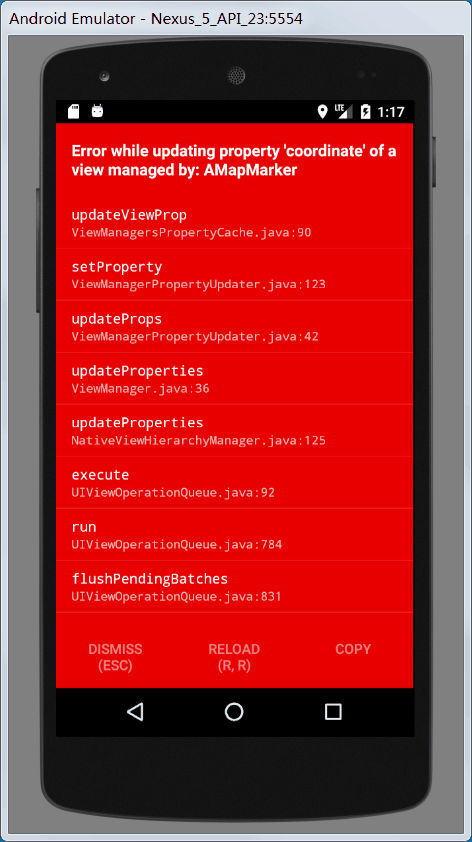 Android Emulator - Nexus_5_API_23:5554
LTE 1:17
Error while updating property 'coordinate' of a
view managed by: AMapMarker
updateViewProp
ViewManagersPropertyCache.java:90
setProperty
ViewManagerPropertyUpdater.java:123
updateProps
ViewManagerPropertyUpdater.java:42
updateProperties
ViewManager.java:36
updateProperties
NativeViewHierarchyManager.java:125
execute
UIViewOperationQueue.java:92
run
UIViewOperationQueue.java:784
flushPendingBatches
UIViewOperationQueue.java:831
DISMISS RELOAD COPY
(ESC) (R, R)